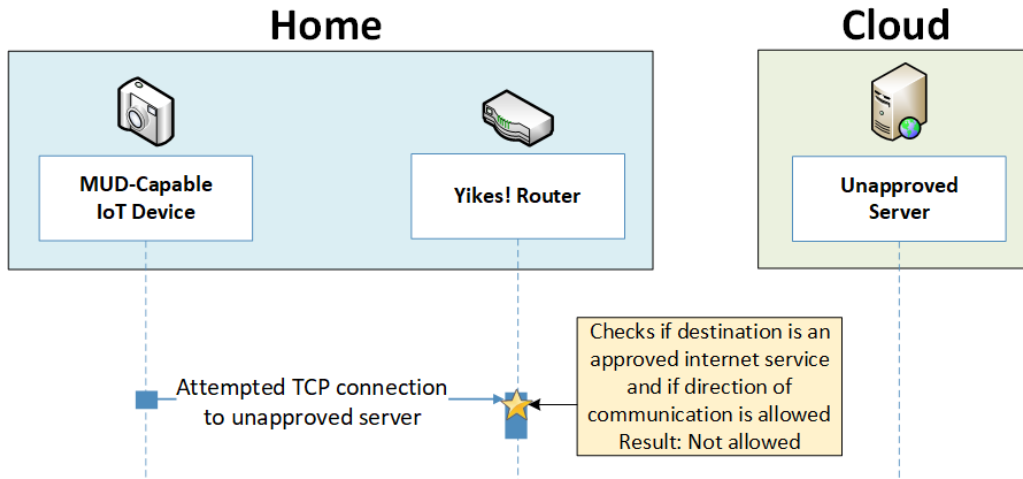 Home
Cloud
MUD-Capable
IoT Device
Yikes! Router
Unapproved
Server
Attempted TCP connection
to unapproved server
Checks if destination is an
approved internet service
and if direction of
communication is allowed
Result: Not allowed